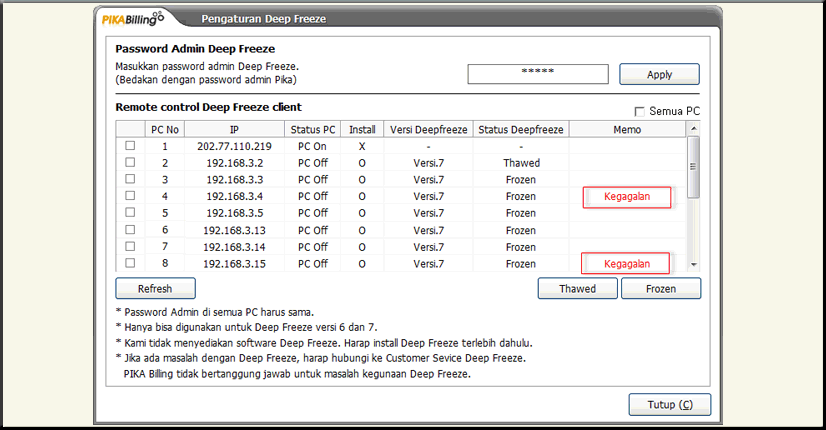 PIKABilling Pengaturan Deep Freeze
Password Admin Deep Freeze
Masukkan password admin Deep Freeze.
(Bedakan dengan password admin Pika)
***** Apply
Remote control Deep Freeze client
Semua PC
PC No IP Status PC Install Versi Deepfreeze Status Deepfreeze Memo
1 202.77.110.219 PC On X - -
2 192.168.3.2 PC Off O Versi.7 Thawed
3 192.168.3.3 PC Off O Versi.7 Frozen
4 192.168.3.4 PC Off O Versi.7 Frozen Kegagalan
5 192.168.3.5 PC Off O Versi.7 Frozen
6 192.168.3.13 PC Off O Versi.7 Frozen
7 192.168.3.14 PC Off O Versi.7 Frozen
8 192.168.3.15 PC Off O Versi.7 Frozen Kegagalan
Refresh Thawed Frozen
* Password Admin di semua PC harus sama.
* Hanya bisa digunakan untuk Deep Freeze versi 6 dan 7.
* Kami tidak menyediakan software Deep Freeze. Harap install Deep Freeze terlebih dahulu.
* Jika ada masalah dengan Deep Freeze, harap hubungi ke Customer Sevice Deep Freeze.
PIKA Billing tidak bertanggung jawab untuk masalah kegunaan Deep Freeze.
Tutup (C)